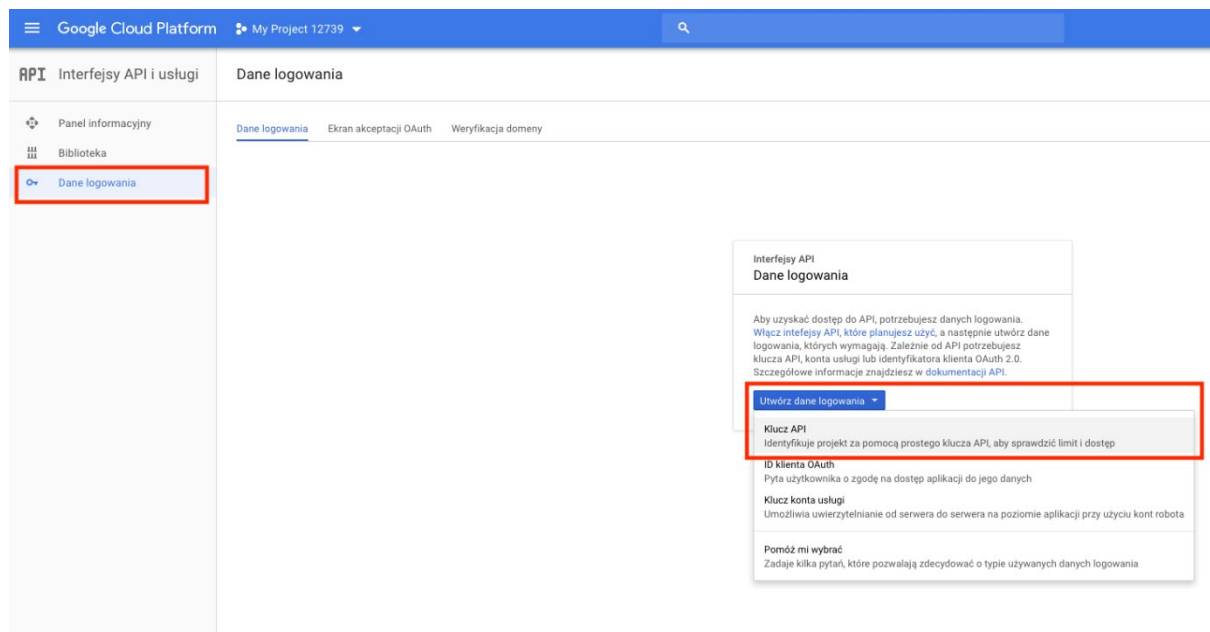 Google Cloud Platform
My Project 12739
API
Interfejsy API i usługi
Dane logowania
Panel informacyjny
Biblioteka
Dane logowania
Dane logowania
Ekran akceptacji OAuth
Weryfikacja domeny
Interfejsy API
Dane logowania
Aby uzyskać dostęp do API, potrzebujesz danych logowania.
Włącz intefejsy API, które planujesz użyć, a następnie utwórz dane
logowania, których wymagają. Zależnie od API potrzebujesz
klucza API, konta usługi lub identyfikatora klienta OAuth 2.0.
Szczegółowe informacje znajdziesz w dokumentacji API.
Utwórz dane logowania
Klucz API
Identyfikuje projekt za pomocą prostego klucza API, aby sprawdzić limit i dostęp
ID klienta OAuth
Pyta użytkownika o zgodę na dostęp aplikacji do jego danych
Klucz konta usługi
Umożliwia uwierzytelnianie od serwera do serwera na poziomie aplikacji przy użyciu kont robota
Pomóż mi wybrać
Zadaje kilka pytań, które pozwalają zdecydować o typie używanych danych logowania